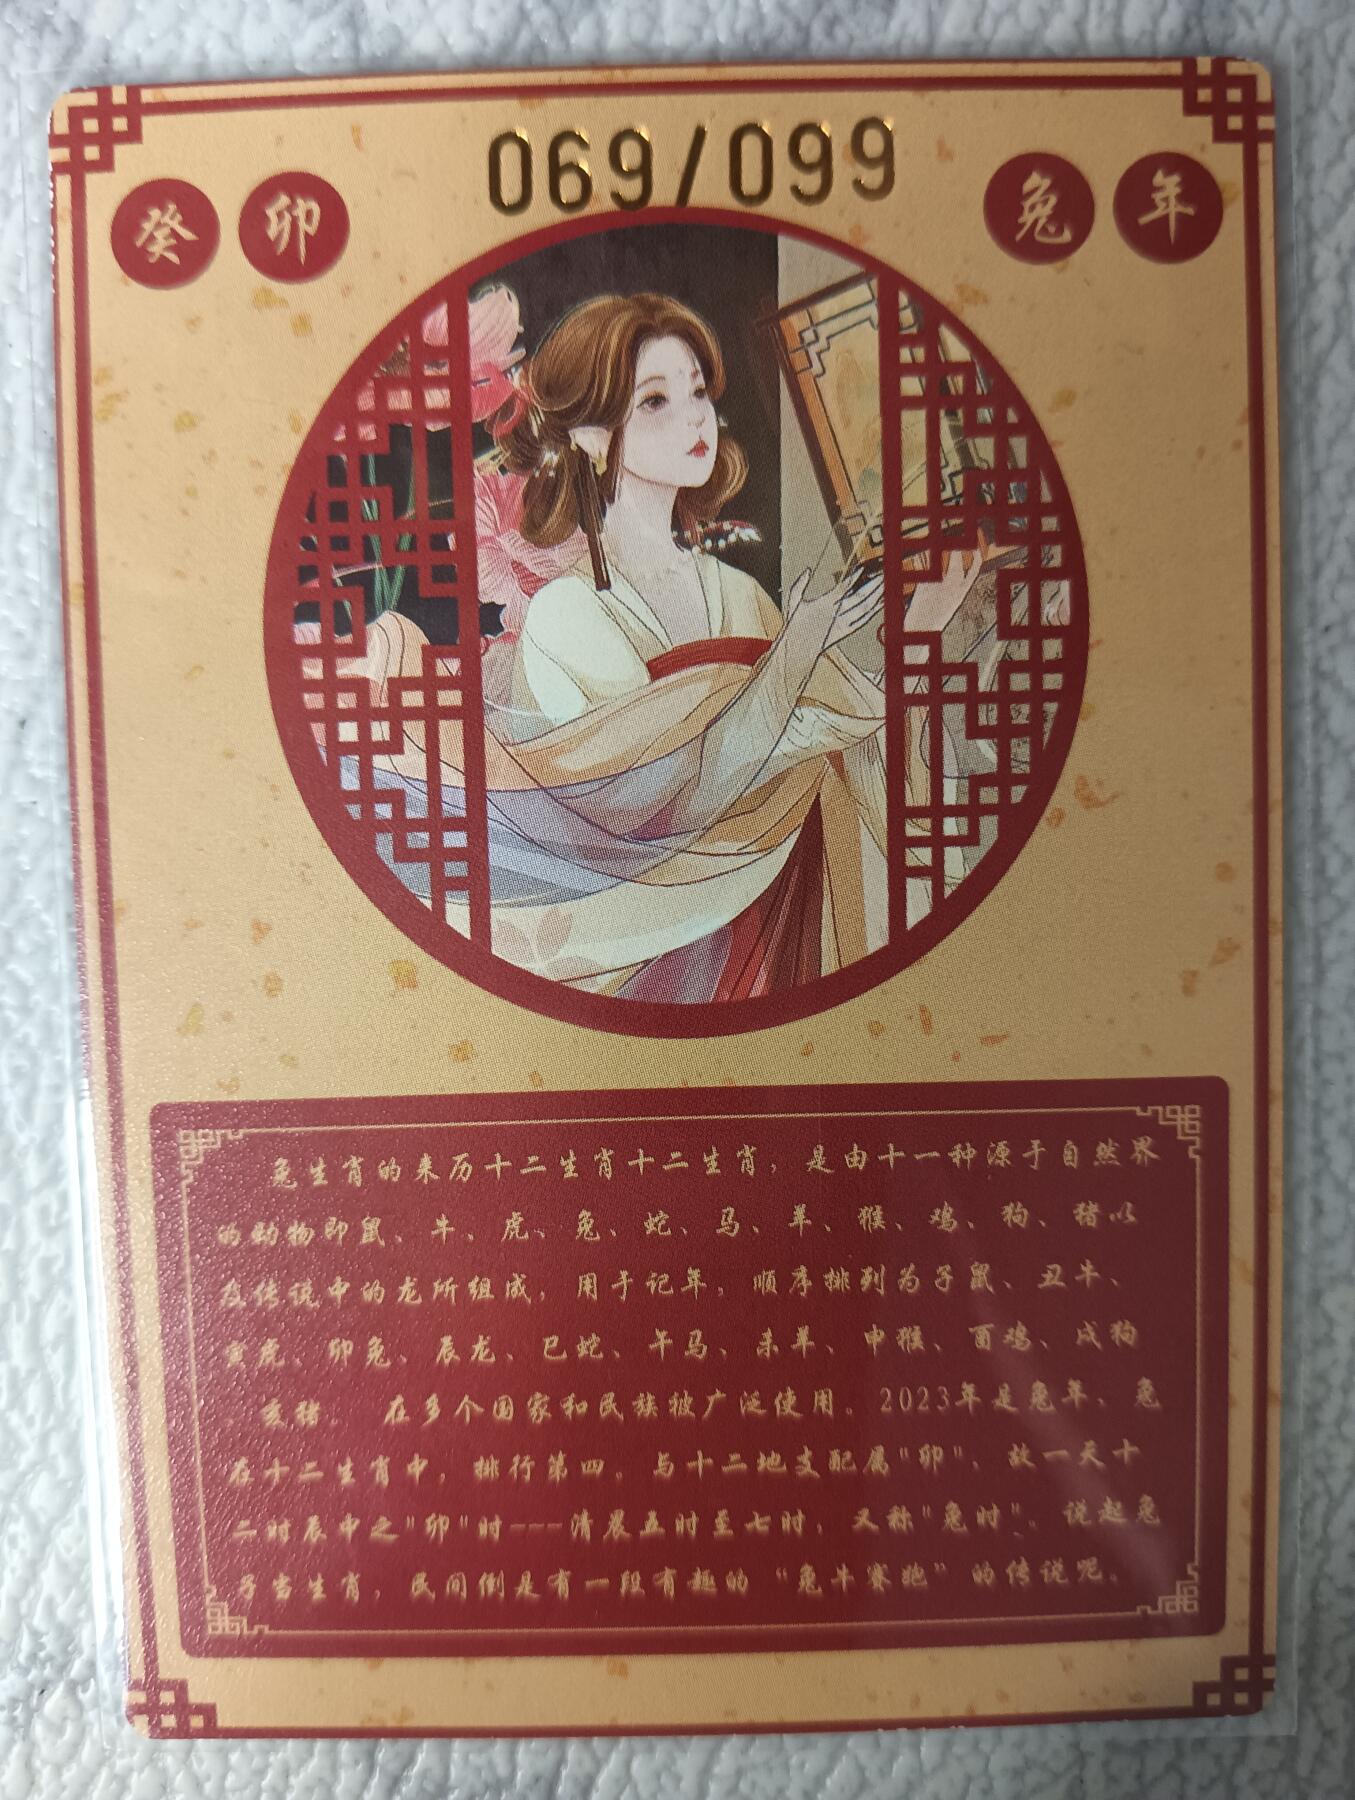 069/099
癸卯 兔年
兔生肖的来历十二生肖十二生肖，是由十一种源于自然界
的动物即鼠、牛、虎、兔、蛇、马、羊、猴、鸡、狗、猪以
及传说中的龙所组成，用于记年，顺序排列为子鼠、丑牛、
寅虎、卯兔、辰龙、巳蛇、午马、未羊、申猴、酉鸡、戌狗
、亥猪。 在多个国家和民族被广泛使用。2023年是兔年，兔
在十二生肖中，排行第四。与十二地支配属"卯"，故一天十
二时辰中之"卯"时---清晨五时至七时，又称"兔时"。说起兔
子当生肖，民间倒是有一段有趣的“兔牛赛跑”的传说呢。